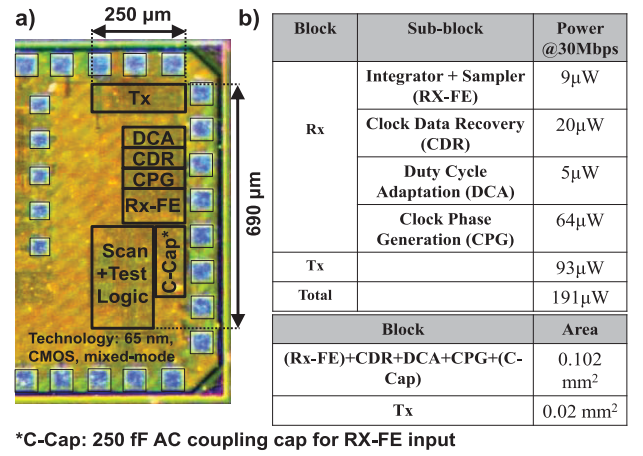 a)
250 µm
Tx
DCA
CDR
CPG
Rx-FE
Scan
+Test
Logic
C-Cap*
690 µm
Technology: 65 nm,
CMOS, mixed-mode
b)
Block Sub-block Power
@30Mbps
Rx
Integrator + Sampler
(RX-FE)
9µW
Clock Data Recovery
(CDR)
20µW
Duty Cycle
Adaptation (DCA)
5µW
Clock Phase
Generation (CPG)
64µW
Tx 93µW
Total 191µW
Block Area
(Rx-FE)+CDR+DCA+CPG+(C-
Cap)
0.102
mm²
Tx 0.02 mm²
*C-Cap: 250 fF AC coupling cap for RX-FE input